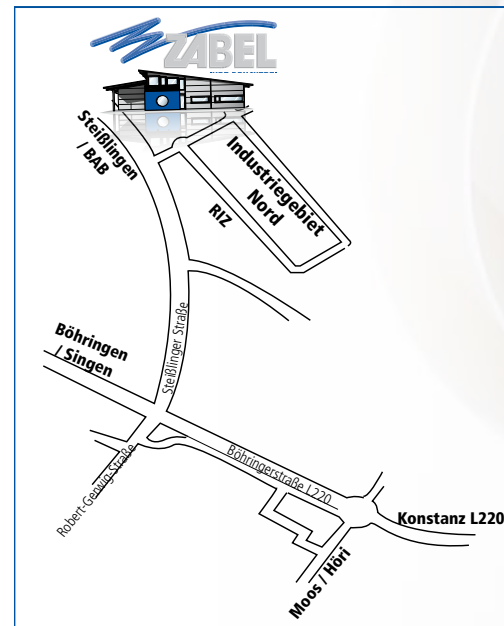 ZABEL
Steißlingen
/ BAB
Industriegebiet
Nord
RIZ
Steißlinger Straße
Böhringen
/ Singen
Böhringerstraße L220
Robert-Gerwig-Straße
Konstanz L220
Moos / Höri